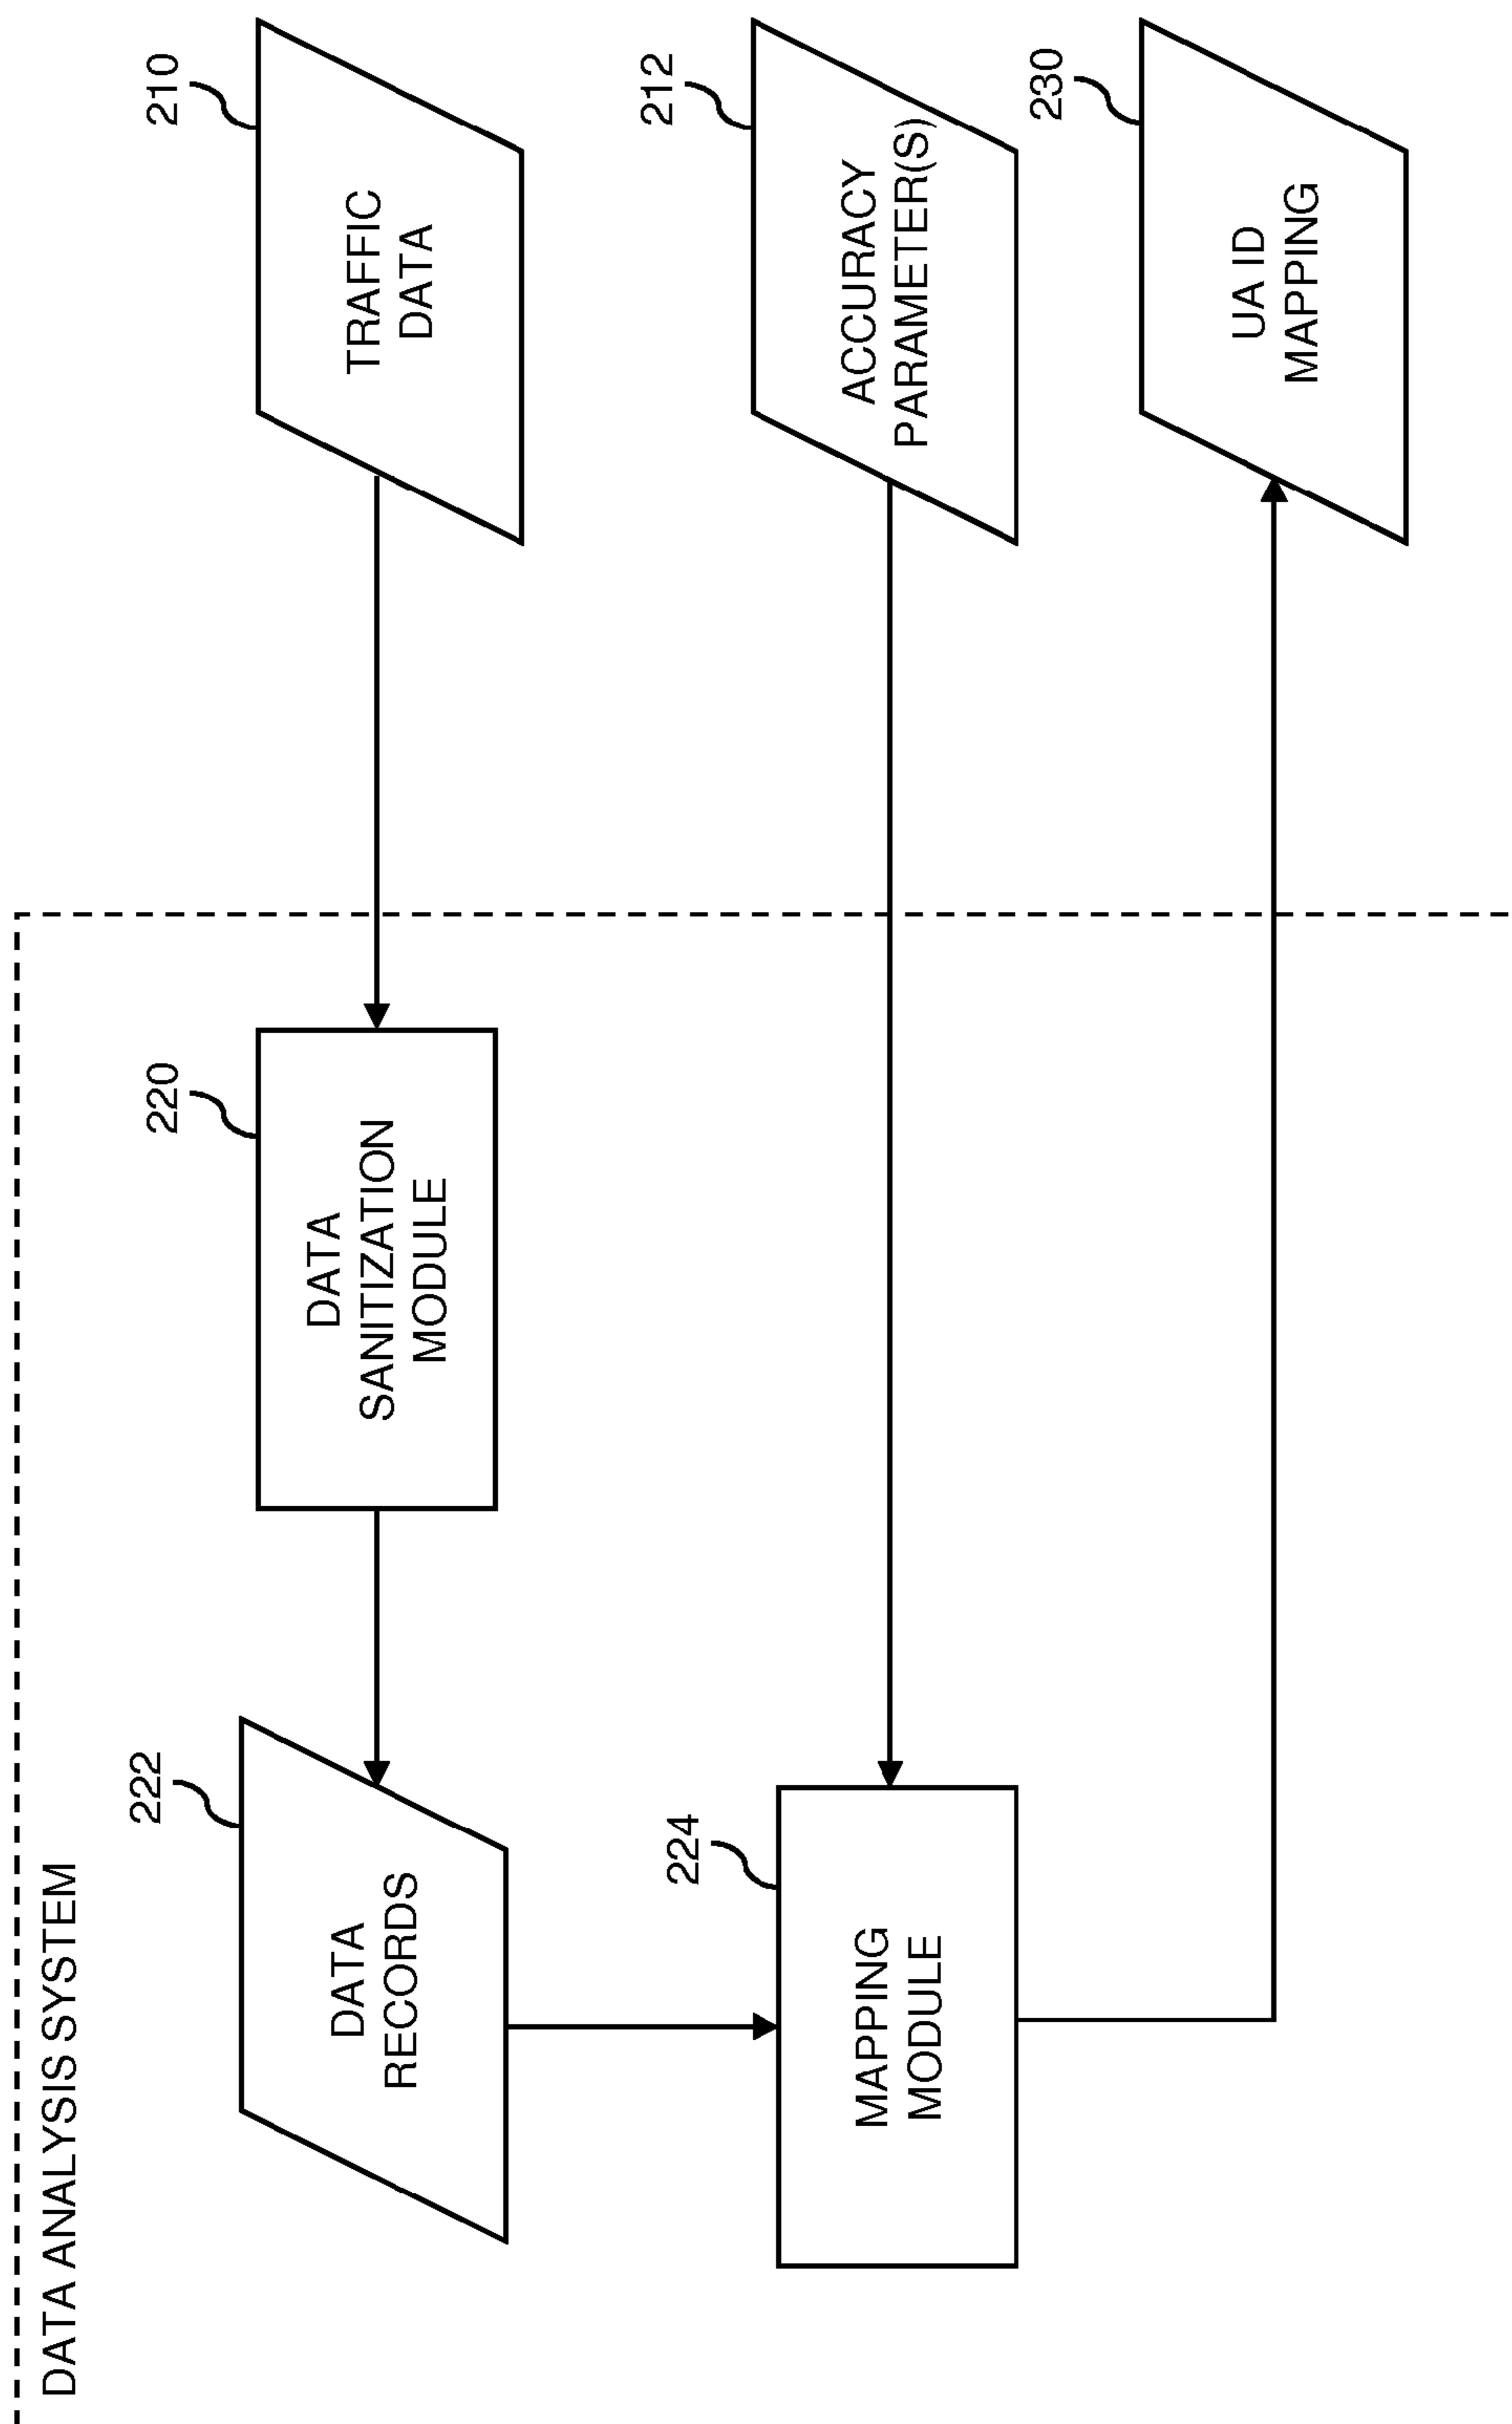 DATA ANALYSIS SYSTEM
222
DATA
RECORDS
220
DATA
SANITIZATION
MODULE
210
TRAFFIC
DATA
224
MAPPING
MODULE
212
ACCURACY
PARAMETER(S)
230
UA ID
MAPPING